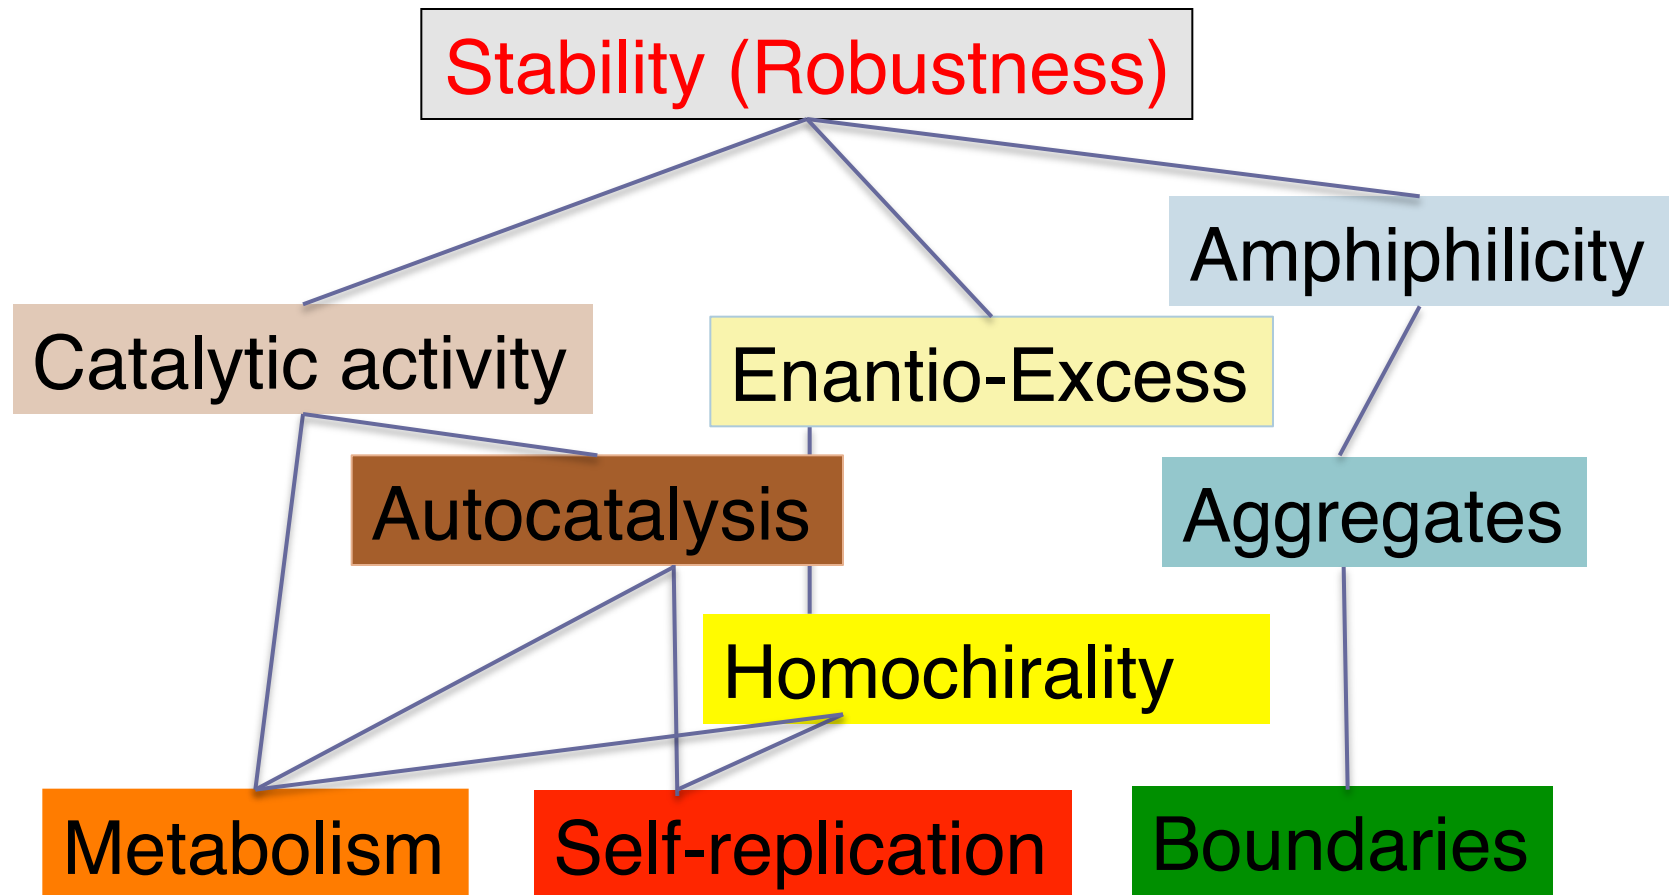 Stability (Robustness)
Amphiphilicity
Catalytic activity
Enantio-Excess
Autocatalysis
Aggregates
Homochirality
Metabolism
Self-replication
Boundaries